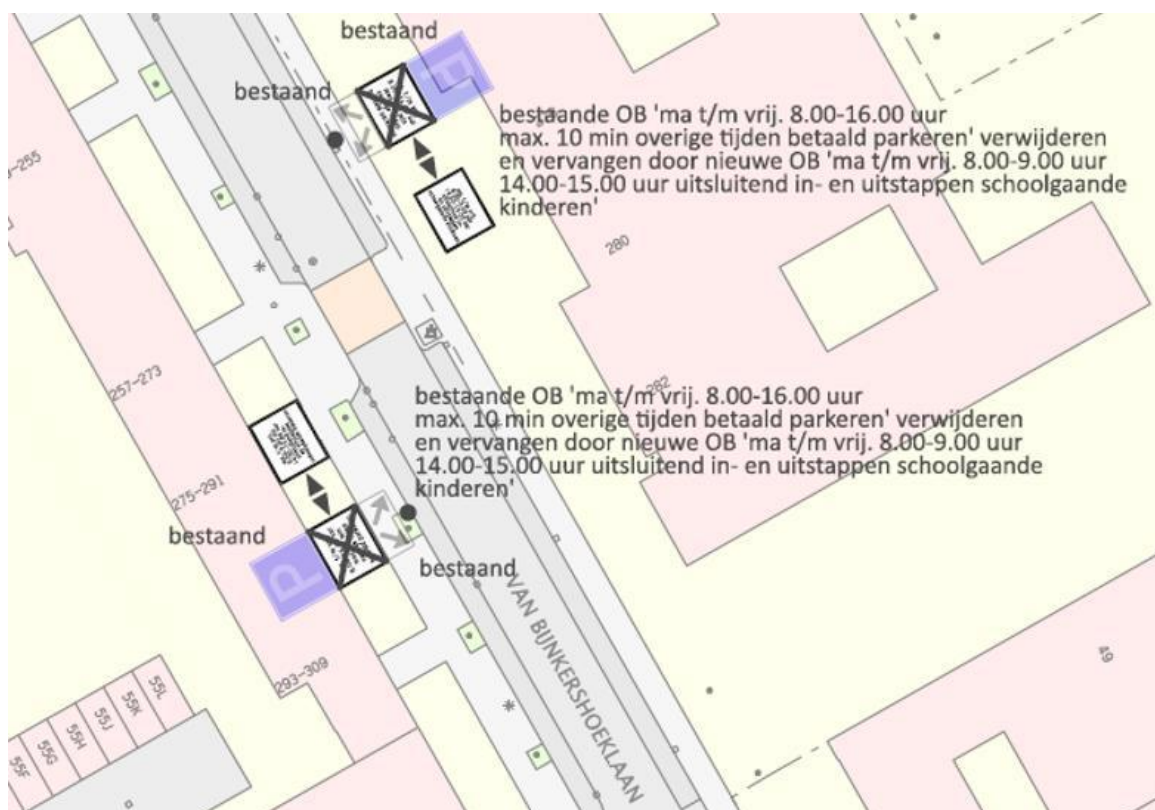 bestaand
bestaand
bestaande OB 'ma t/m vrij. 8.00-16.00 uur
max. 10 min overige tijden betaald parkeren' verwijderen
en vervangen door nieuwe OB 'ma t/m vrij. 8.00-9.00 uur
14.00-15.00 uur uitsluitend in- en uitstappen schoolgaande
kinderen'
280
257-273
282
bestaande OB 'ma t/m vrij. 8.00-16.00 uur
max. 10 min overige tijden betaald parkeren' verwijderen
en vervangen door nieuwe OB 'ma t/m vrij. 8.00-9.00 uur
14.00-15.00 uur uitsluitend in- en uitstappen schoolgaande
kinderen'
275-291
bestaand
P
bestaand
VAN BIJNKERSHOEKLAAN
293-309
49
55L
55K
55J
55H
55G
55F
P